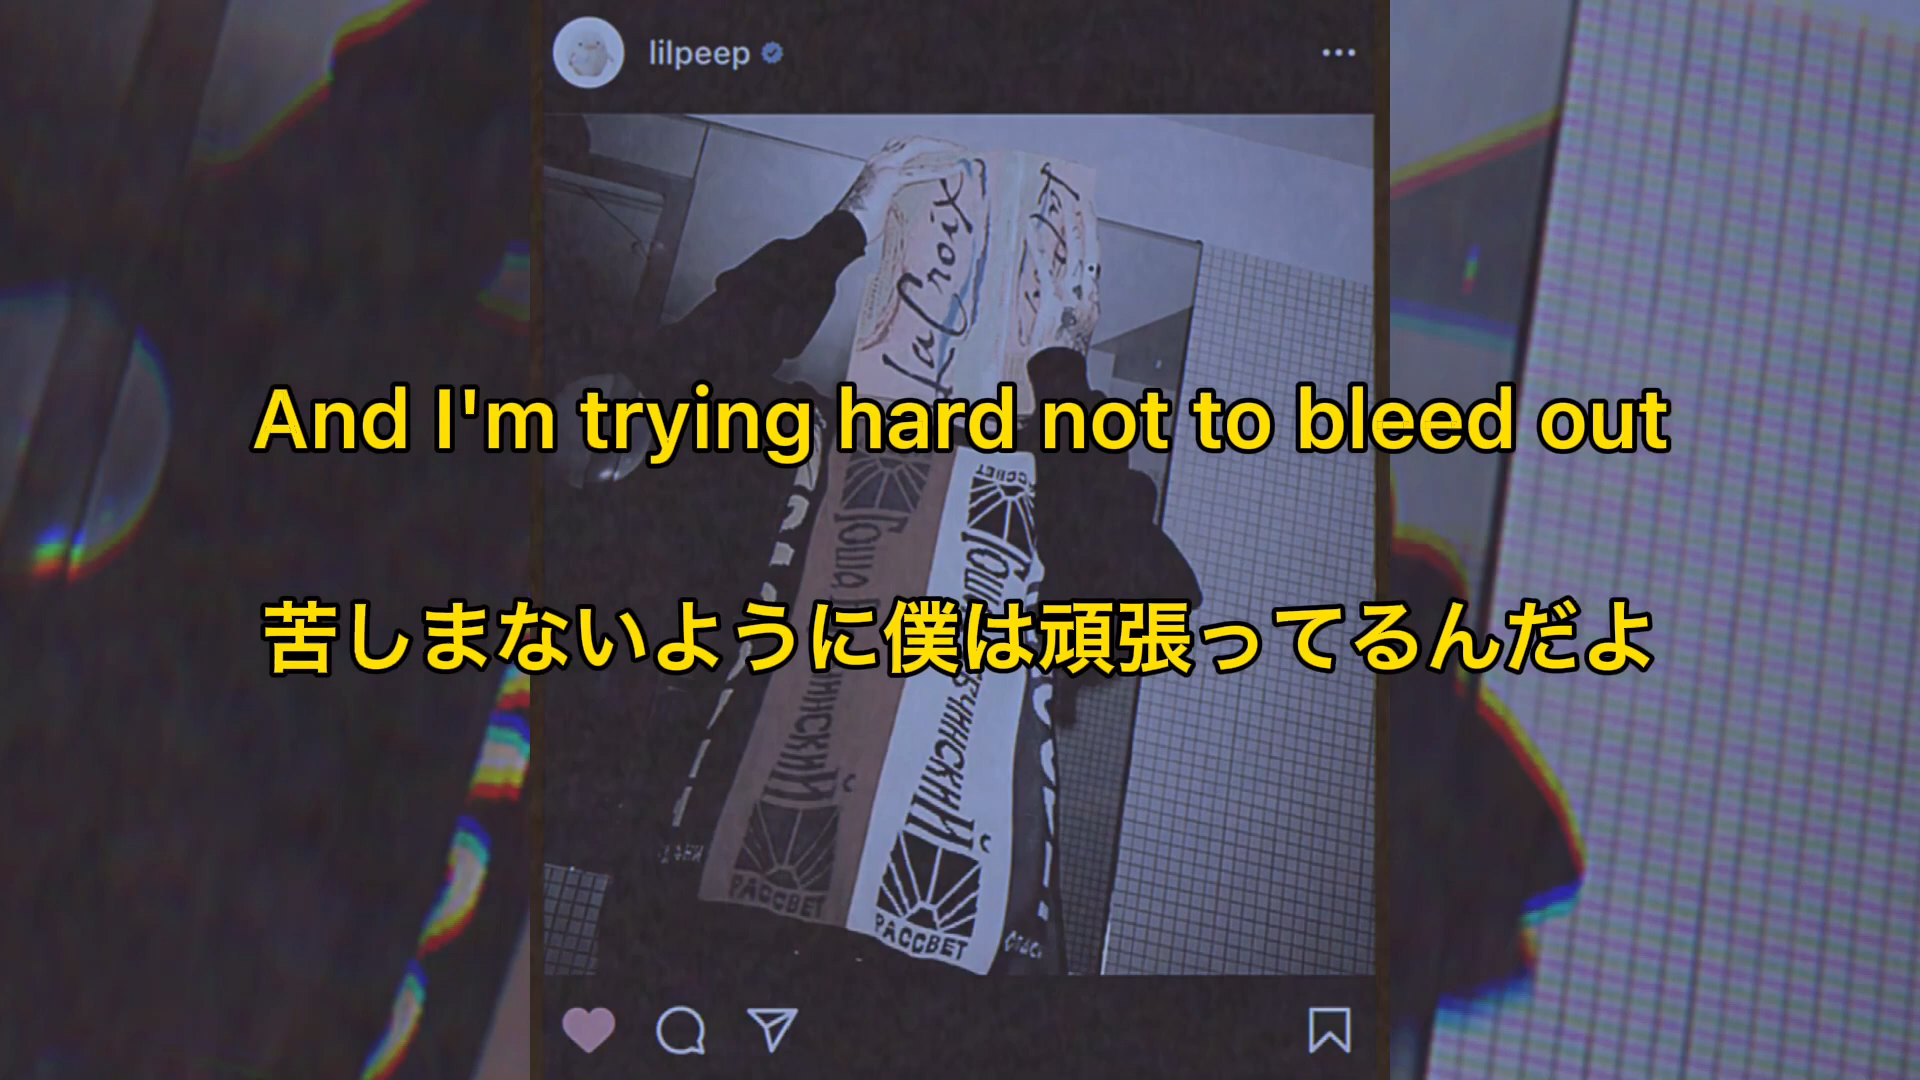 lilpeep
LaCroix
And I'm trying hard not to bleed out
苦しまないように僕は頑張ってるんだよ
РАССВЕТ
РАССВЕТ